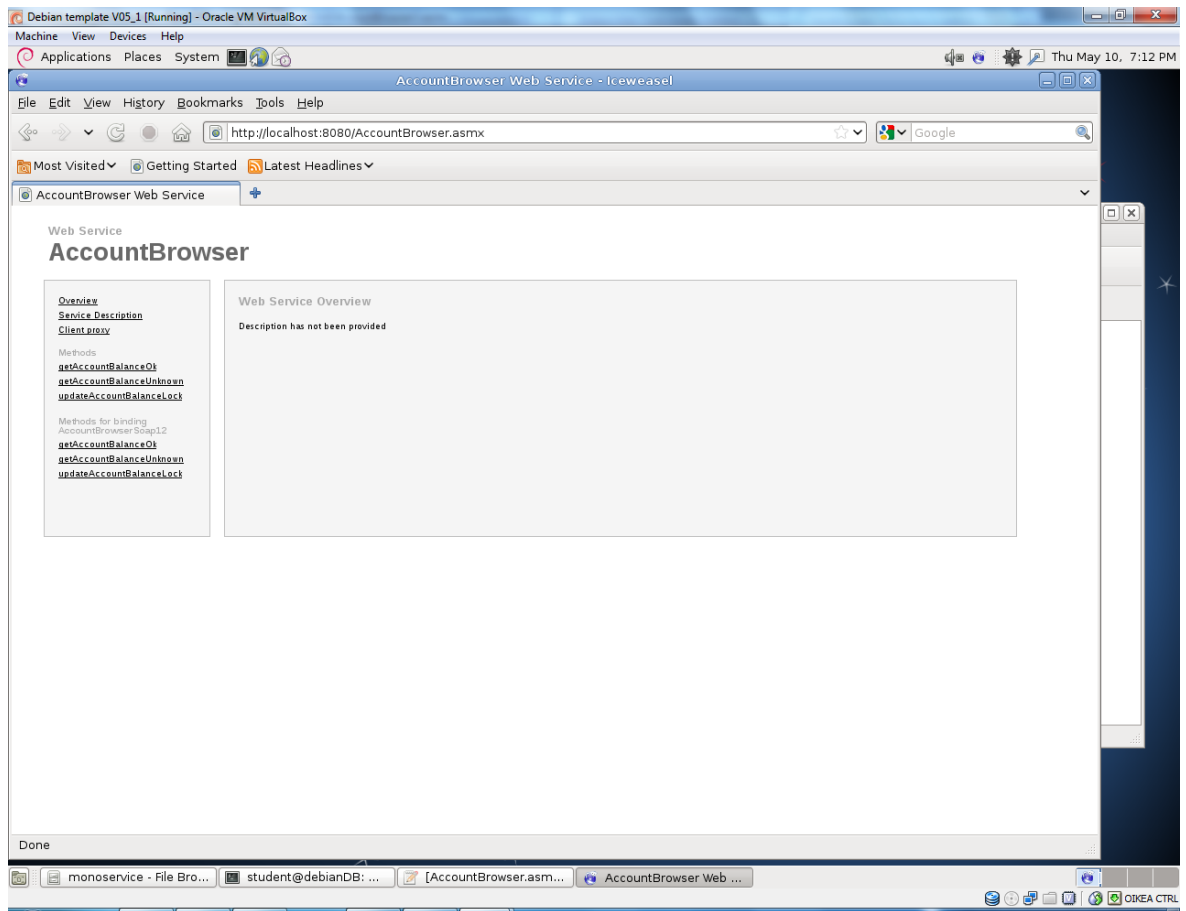 Debian template V05_1 [Running] - Oracle VM VirtualBox
Machine View Devices Help
Applications Places System Thu May 10, 7:12 PM
AccountBrowser Web Service - Iceweasel
File Edit View History Bookmarks Tools Help
http://localhost:8080/AccountBrowser.asmx Google
Most Visited Getting Started Latest Headlines
AccountBrowser Web Service
Web Service
AccountBrowser
Overview
Service Description
Client proxy
Methods
getAccountBalanceOk
getAccountBalanceUnknown
updateAccountBalanceLock
Methods for binding
AccountBrowserSoap12
getAccountBalanceOk
getAccountBalanceUnknown
updateAccountBalanceLock
Web Service Overview
Description has not been provided
Done
monoservice - File Bro... student@debianDB: ... [AccountBrowser.asm... AccountBrowser Web ...
OIKEA CTRL